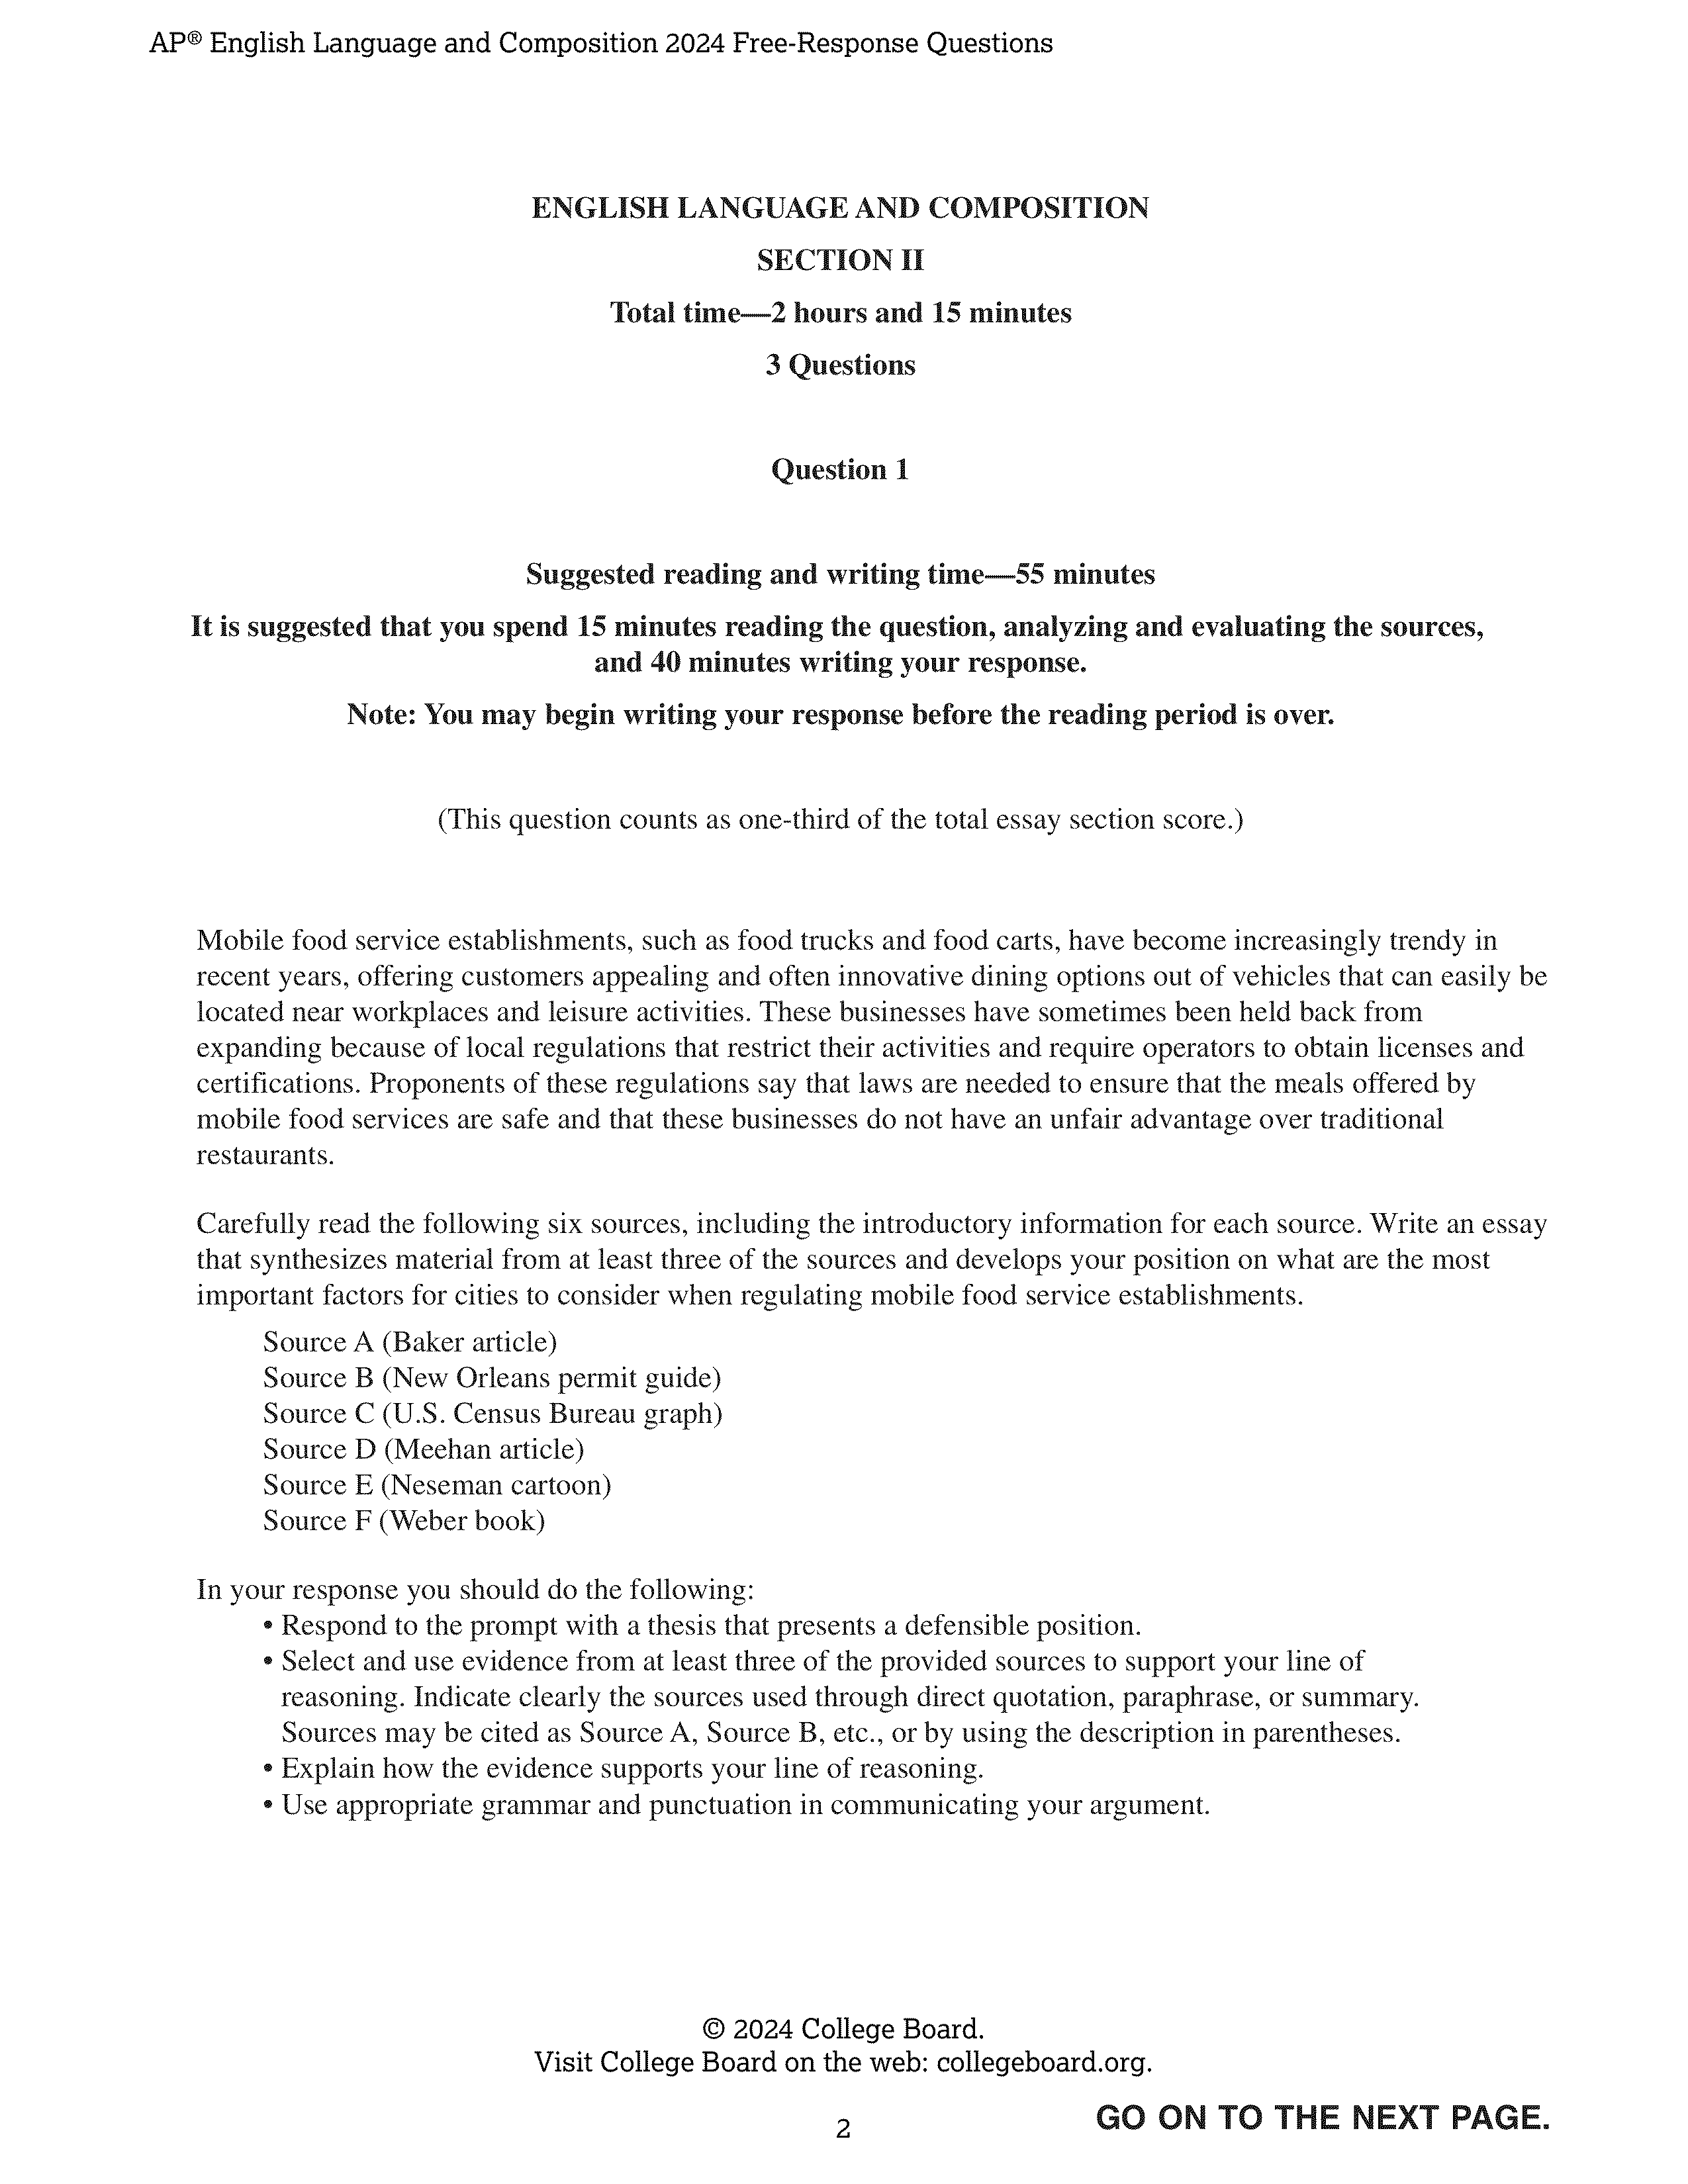 AP® English Language and Composition 2024 Free-Response Questions
ENGLISH LANGUAGE AND COMPOSITION
SECTION II
Total time—2 hours and 15 minutes
3 Questions
Question 1
Suggested reading and writing time—55 minutes
It is suggested that you spend 15 minutes reading the question, analyzing and evaluating the sources,
and 40 minutes writing your response.
Note: You may begin writing your response before the reading period is over.
(This question counts as one-third of the total essay section score.)
Mobile food service establishments, such as food trucks and food carts, have become increasingly trendy in
recent years, offering customers appealing and often innovative dining options out of vehicles that can easily be
located near workplaces and leisure activities. These businesses have sometimes been held back from
expanding because of local regulations that restrict their activities and require operators to obtain licenses and
certifications. Proponents of these regulations say that laws are needed to ensure that the meals offered by
mobile food services are safe and that these businesses do not have an unfair advantage over traditional
restaurants.
Carefully read the following six sources, including the introductory information for each source. Write an essay
that synthesizes material from at least three of the sources and develops your position on what are the most
important factors for cities to consider when regulating mobile food service establishments.
Source A (Baker article)
Source B (New Orleans permit guide)
Source C (U.S. Census Bureau graph)
Source D (Meehan article)
Source E (Neseman cartoon)
Source F (Weber book)
In your response you should do the following:
• Respond to the prompt with a thesis that presents a defensible position.
• Select and use evidence from at least three of the provided sources to support your line of
reasoning. Indicate clearly the sources used through direct quotation, paraphrase, or summary.
Sources may be cited as Source A, Source B, etc., or by using the description in parentheses.
• Explain how the evidence supports your line of reasoning.
• Use appropriate grammar and punctuation in communicating your argument.
© 2024 College Board.
Visit College Board on the web: collegeboard.org.
GO ON TO THE NEXT PAGE.
2